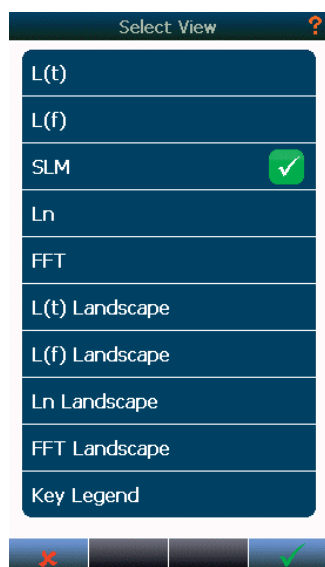 Select View ?
L(t)
L(f)
SLM
Ln
FFT
L(t) Landscape
L(f) Landscape
Ln Landscape
FFT Landscape
Key Legend